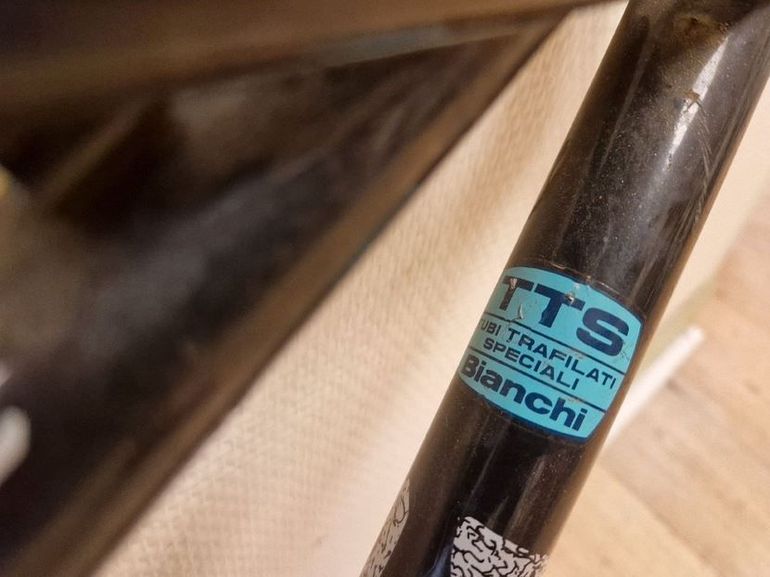 TTS
TUBI TRAFILATI
SPECIALI
Bianchi